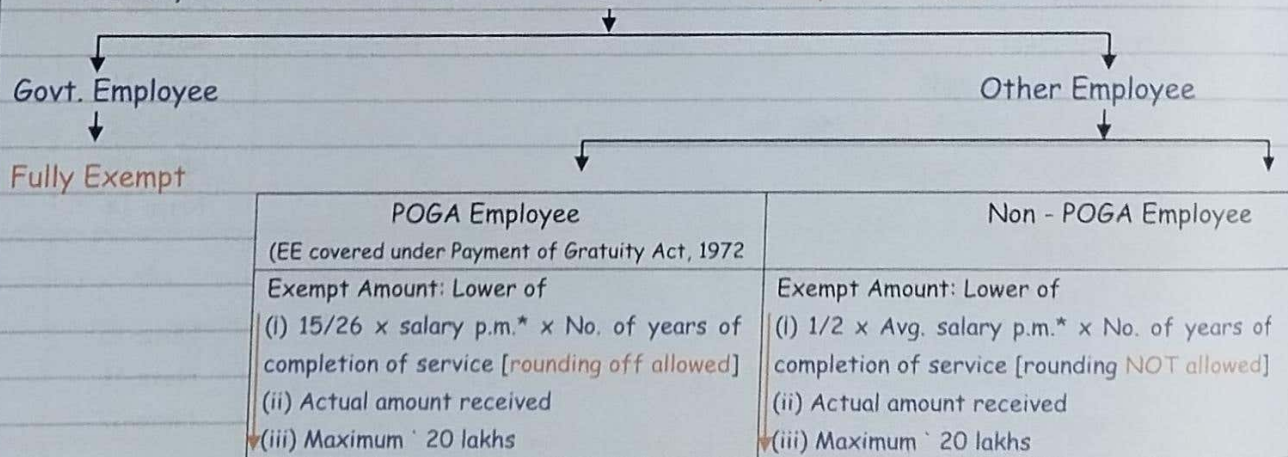 Govt. Employee
Other Employee
Fully Exempt
POGA Employee
Non - POGA Employee
(EE covered under Payment of Gratuity Act, 1972
Exempt Amount: Lower of
(i) 15/26 x salary p.m.* x No. of years of
completion of service [rounding off allowed]
(ii) Actual amount received
(iii) Maximum ` 20 lakhs
Exempt Amount: Lower of
(i) 1/2 x Avg. salary p.m.* x No. of years of
completion of service [rounding NOT allowed]
(ii) Actual amount received
(iii) Maximum ` 20 lakhs